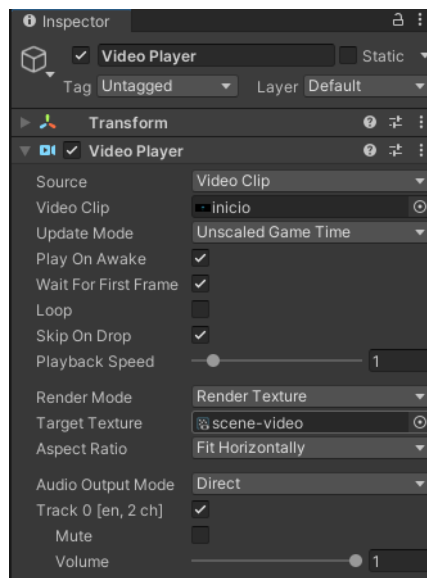 Inspector
Video Player Static
Tag Untagged Layer Default
Transform
Video Player
Source Video Clip
Video Clip inicio
Update Mode Unscaled Game Time
Play On Awake
Wait For First Frame
Loop
Skip On Drop
Playback Speed 1
Render Mode Render Texture
Target Texture scene-video
Aspect Ratio Fit Horizontally
Audio Output Mode Direct
Track 0 [en, 2 ch]
Mute
Volume 1